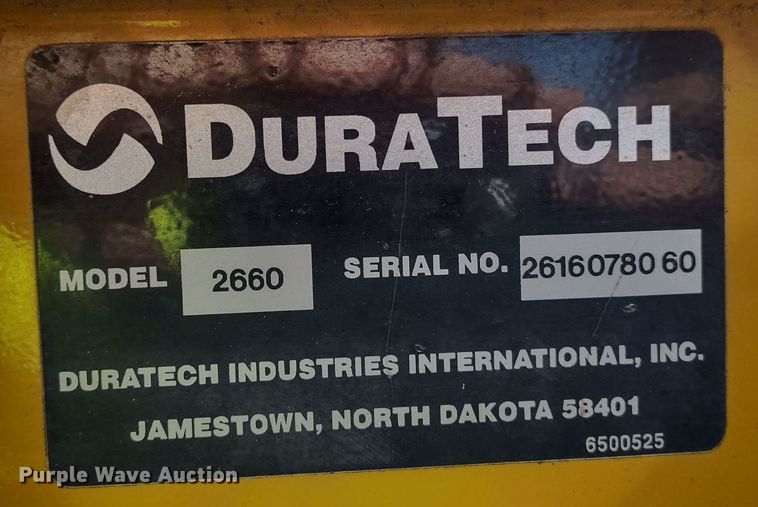 DURATECH
MODEL 2660 SERIAL NO. 2616078060
DURATECH INDUSTRIES INTERNATIONAL, INC.
JAMESTOWN, NORTH DAKOTA 58401
6500525
Purple Wave Auction